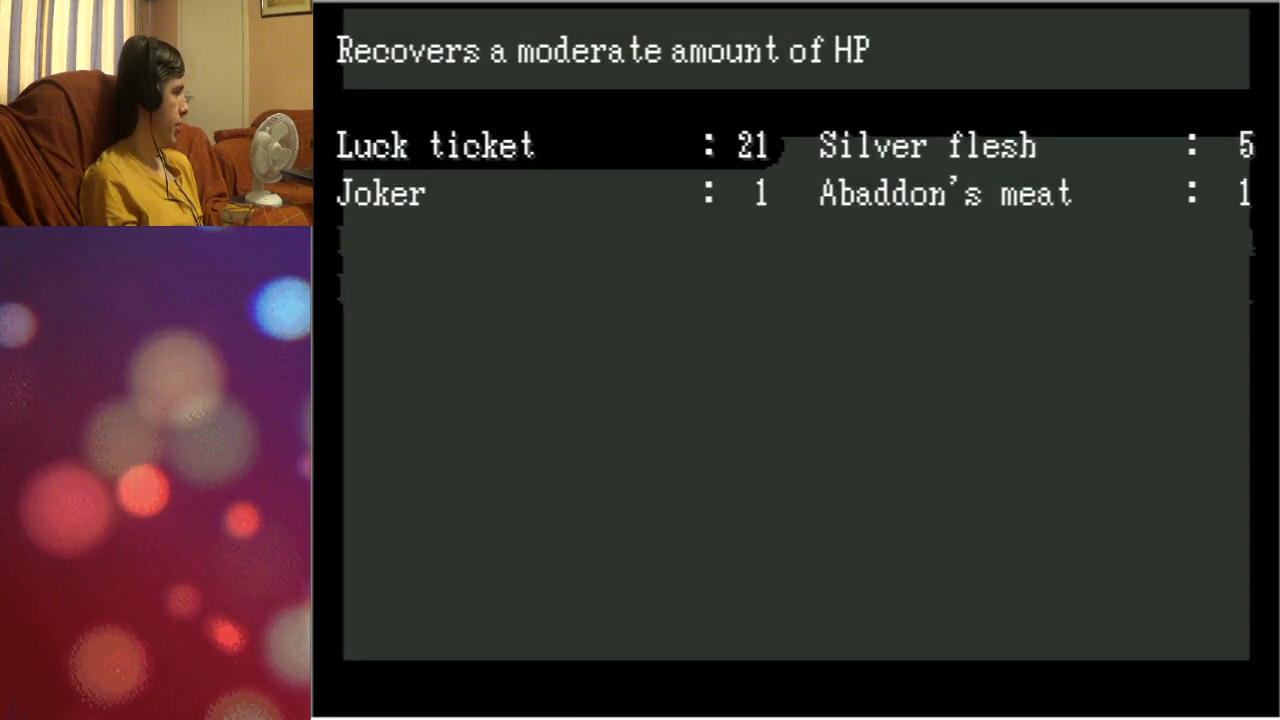 Recovers a moderate amount of HP
Luck ticket : 21 Silver flesh : 5
Joker : 1 Abaddon's meat : 1